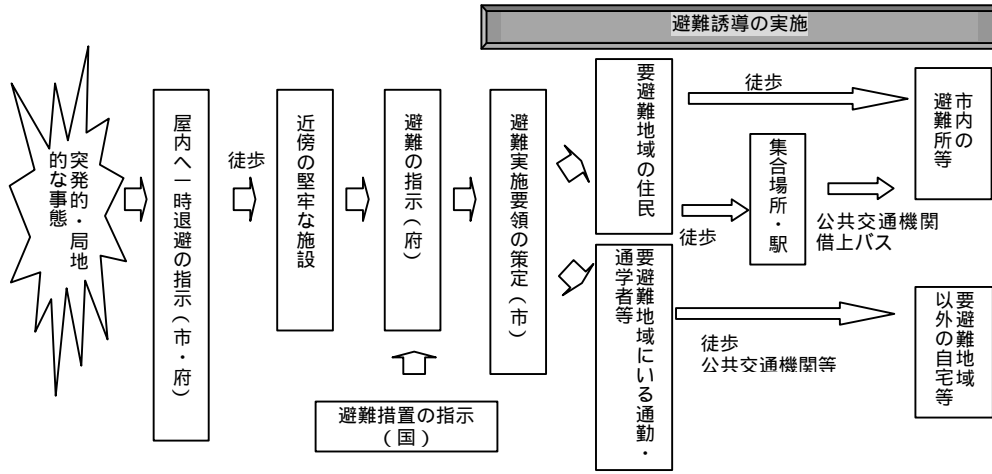 避難誘導の実施
突発的・局地
的な事態
屋内へ一時退避の指示（市・府）
徒歩
近傍の堅牢な施設
避難の指示（府）
避難措置の指示
（国）
避難実施要領の策定（市）
要避難地域の住民
徒歩
市内の
避難所等
徒歩
集合場所・駅
公共交通機関
借上バス
要避難地域にいる通勤・
通学者等
徒歩
公共交通機関等
要避難地域
以外の自宅等